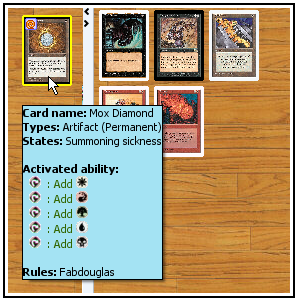 Card name: Mox Diamond
Types: Artifact (Permanent)
States: Summoning sickness
Activated ability:
: Add
: Add
: Add
: Add
: Add
Rules: Fabdouglas